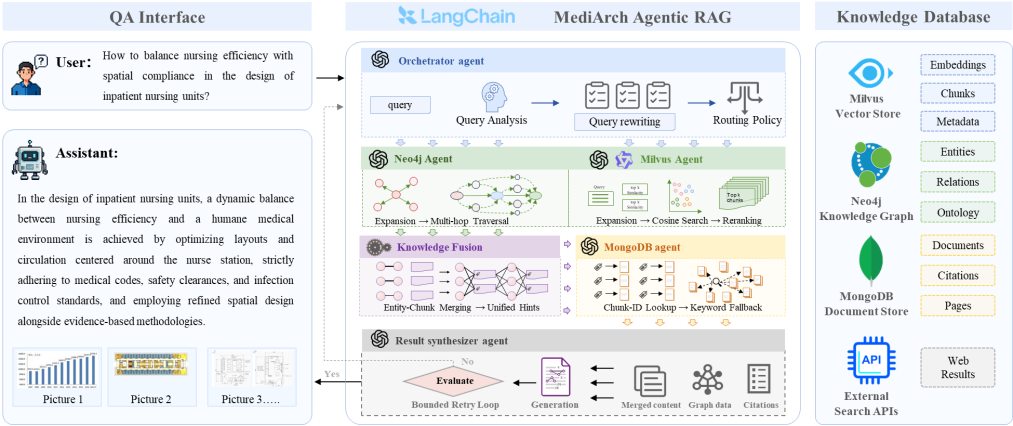 QA Interface
LangChain
MediArch Agentic RAG
Knowledge Database
User:
How to balance nursing efficiency with
spatial compliance in the design of
inpatient nursing units?
Assistant:
In the design of inpatient nursing units, a dynamic balance
between nursing efficiency and a humane medical
environment is achieved by optimizing layouts and
circulation centered around the nurse station, strictly
adhering to medical codes, safety clearances, and infection
control standards, and employing refined spatial design
alongside evidence-based methodologies.
Picture 1
Picture 2
Picture 3…..
Orchetrator agent
query
Query Analysis
Query rewriting
Routing Policy
Neo4j Agent
Expansion → Multi-hop Traversal
Milvus Agent
Query
top k
Similarity
top k
Similarity
Topk
chunks
Expansion → Cosine Search → Reranking
Knowledge Fusion
Entity-Chunk Merging → Unified Hints
MongoDB agent
Chunk-ID Lookup → Keyword Fallback
Result synthesizer agent
No
Yes
Evaluate
Bounded Retry Loop
Generation
Merged content
Graph data
Citations
Milvus
Vector Store
Embeddings
Chunks
Metadata
Neo4j
Knowledge Graph
Entities
Relations
Ontology
MongoDB
Document Store
Documents
Citations
Pages
API
External
Search APIs
Web
Results